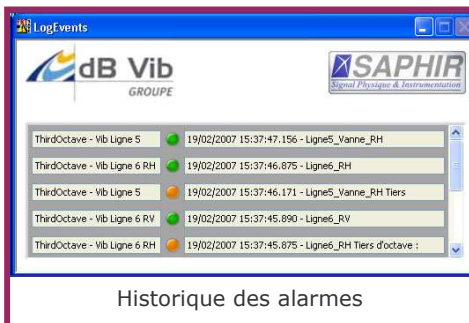 LogEvents
dB Vib
GROUPE
SAPHIR
Signal Physique & Instrumentation
ThirdOctave - Vib Ligne 5 19/02/2007 15:37:47.156 - Ligne5_Vanne_RH
ThirdOctave - Vib Ligne 6 RH 19/02/2007 15:37:46.875 - Ligne6_RH
ThirdOctave - Vib Ligne 5 19/02/2007 15:37:46.171 - Ligne5_Vanne_RH Tiers
ThirdOctave - Vib Ligne 6 RV 19/02/2007 15:37:45.890 - Ligne6_RV
ThirdOctave - Vib Ligne 6 RH 19/02/2007 15:37:45.875 - Ligne6_RH Tiers d'octave :
Historique des alarmes